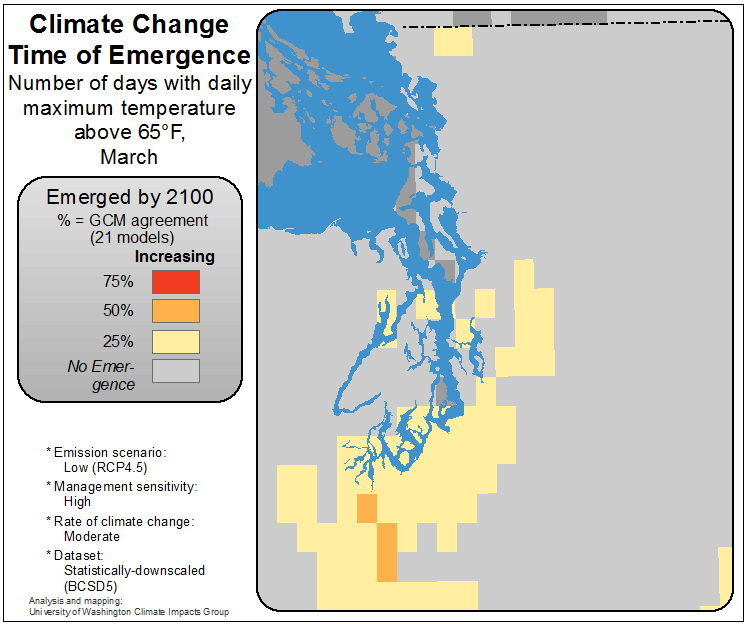 Climate Change
Time of Emergence
Number of days with daily
maximum temperature
above 65°F,
March
Emerged by 2100
% = GCM agreement
(21 models)
Increasing
75%
50%
25%
No Emer-
gence
* Emission scenario:
Low (RCP4.5)
* Management sensitivity:
High
* Rate of climate change:
Moderate
* Dataset:
Statistically-downscaled
(BCSD5)
Analysis and mapping:
University of Washington Climate Impacts Group